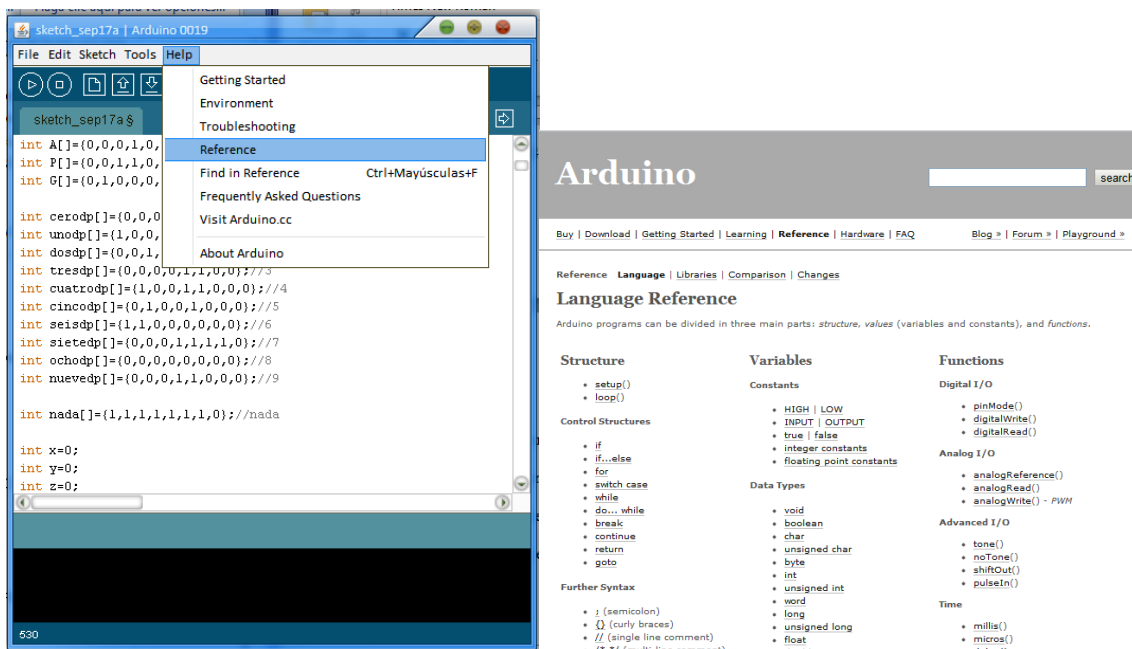 sketch_sep17a | Arduino 0019
File Edit Sketch Tools Help
Getting Started
Environment
Troubleshooting
Reference
Find in Reference Ctrl+Mayúsculas+F
Frequently Asked Questions
Visit Arduino.cc
About Arduino
sketch_sep17a §
int A[]={0,0,0,1,0,
int P[]={0,0,1,1,0,
int G[]={0,1,0,0,0,
int cerodp[]={0,0,0
int unodp[]={1,0,0,
int dosdp[]={0,0,1,
int tresdp[]={0,0,0,0,1,1,0,0};//3
int cuatrodp[]={1,0,0,1,1,0,0,0};//4
int cincodp[]={0,1,0,0,1,0,0,0};//5
int seisdp[]={1,1,0,0,0,0,0,0};//6
int sietedp[]={0,0,0,1,1,1,1,0};//7
int ochodp[]={0,0,0,0,0,0,0,0};//8
int nuevedp[]={0,0,0,1,1,0,0,0};//9
int nada[]={1,1,1,1,1,1,1,0};//nada
int x=0;
int y=0;
int z=0;
530
Arduino
search
Buy | Download | Getting Started | Learning | Reference | Hardware | FAQ
Blog » | Forum » | Playground »
Reference Language | Libraries | Comparison | Changes
Language Reference
Arduino programs can be divided in three main parts: structure, values (variables and constants), and functions.
Structure
setup()
loop()
Control Structures
if
if...else
for
switch case
while
do... while
break
continue
return
goto
Further Syntax
; (semicolon)
{} (curly braces)
// (single line comment)
Variables
Constants
HIGH | LOW
INPUT | OUTPUT
true | false
integer constants
floating point constants
Data Types
void
boolean
char
unsigned char
byte
int
unsigned int
word
long
unsigned long
float
Functions
Digital I/O
pinMode()
digitalWrite()
digitalRead()
Analog I/O
analogReference()
analogRead()
analogWrite() - PWM
Advanced I/O
tone()
noTone()
shiftOut()
pulseIn()
Time
millis()
micros()